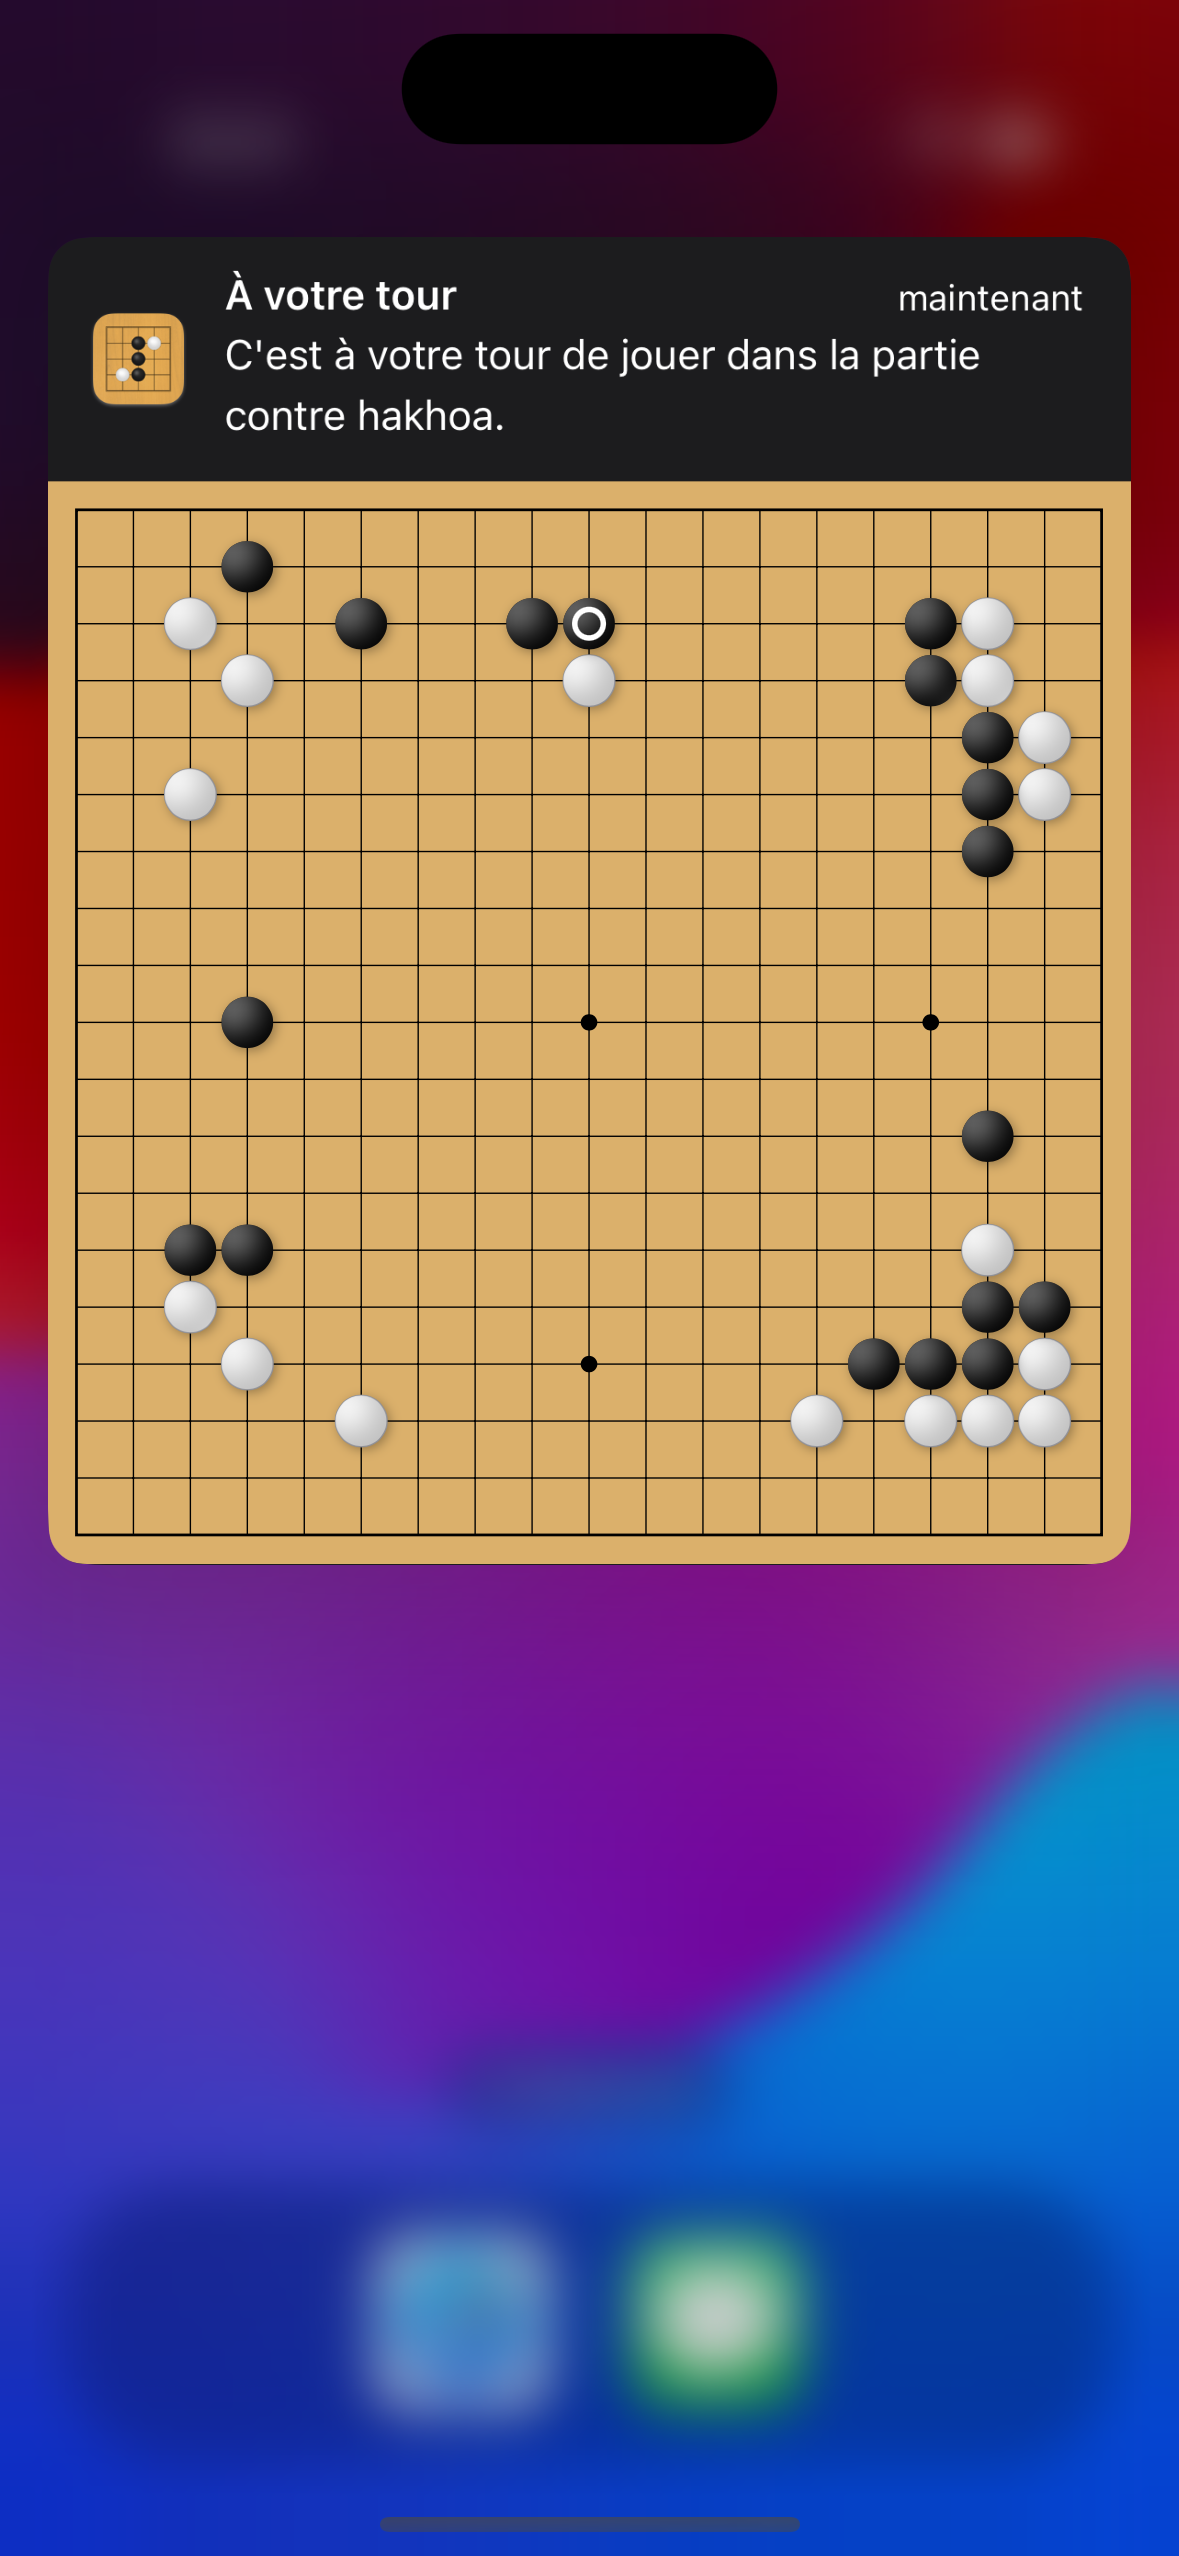 À votre tour
maintenant
C'est à votre tour de jouer dans la partie
contre hakhoa.